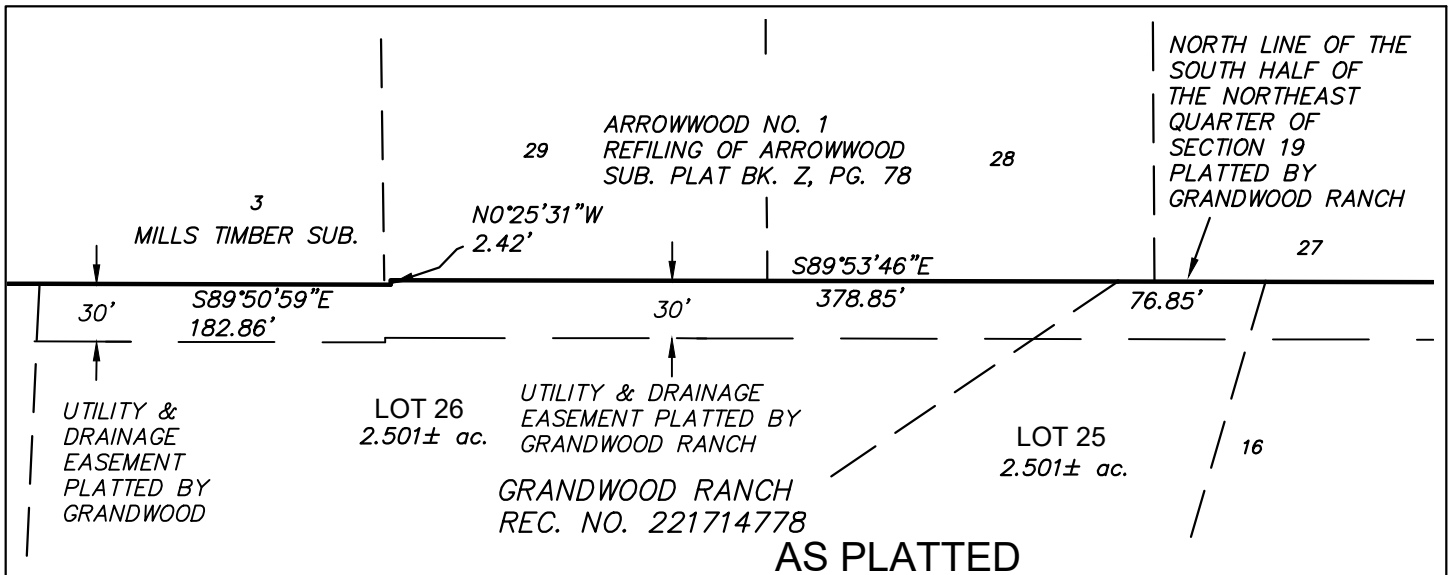 NORTH LINE OF THE
SOUTH HALF OF
THE NORTHEAST
QUARTER OF
SECTION 19
PLATTED BY
GRANDWOOD RANCH
ARROWWOOD NO. 1
REFILING OF ARROWWOOD
SUB. PLAT BK. Z, PG. 78
29
28
3
MILLS TIMBER SUB.
N0°25'31"W
2.42'
27
S89°53'46"E
378.85'
76.85'
30'
S89°50'59"E
182.86'
30'
UTILITY &
DRAINAGE
EASEMENT
PLATTED BY
GRANDWOOD
LOT 26
2.501± ac.
UTILITY & DRAINAGE
EASEMENT PLATTED BY
GRANDWOOD RANCH
LOT 25
2.501± ac.
16
GRANDWOOD RANCH
REC. NO. 221714778
AS PLATTED